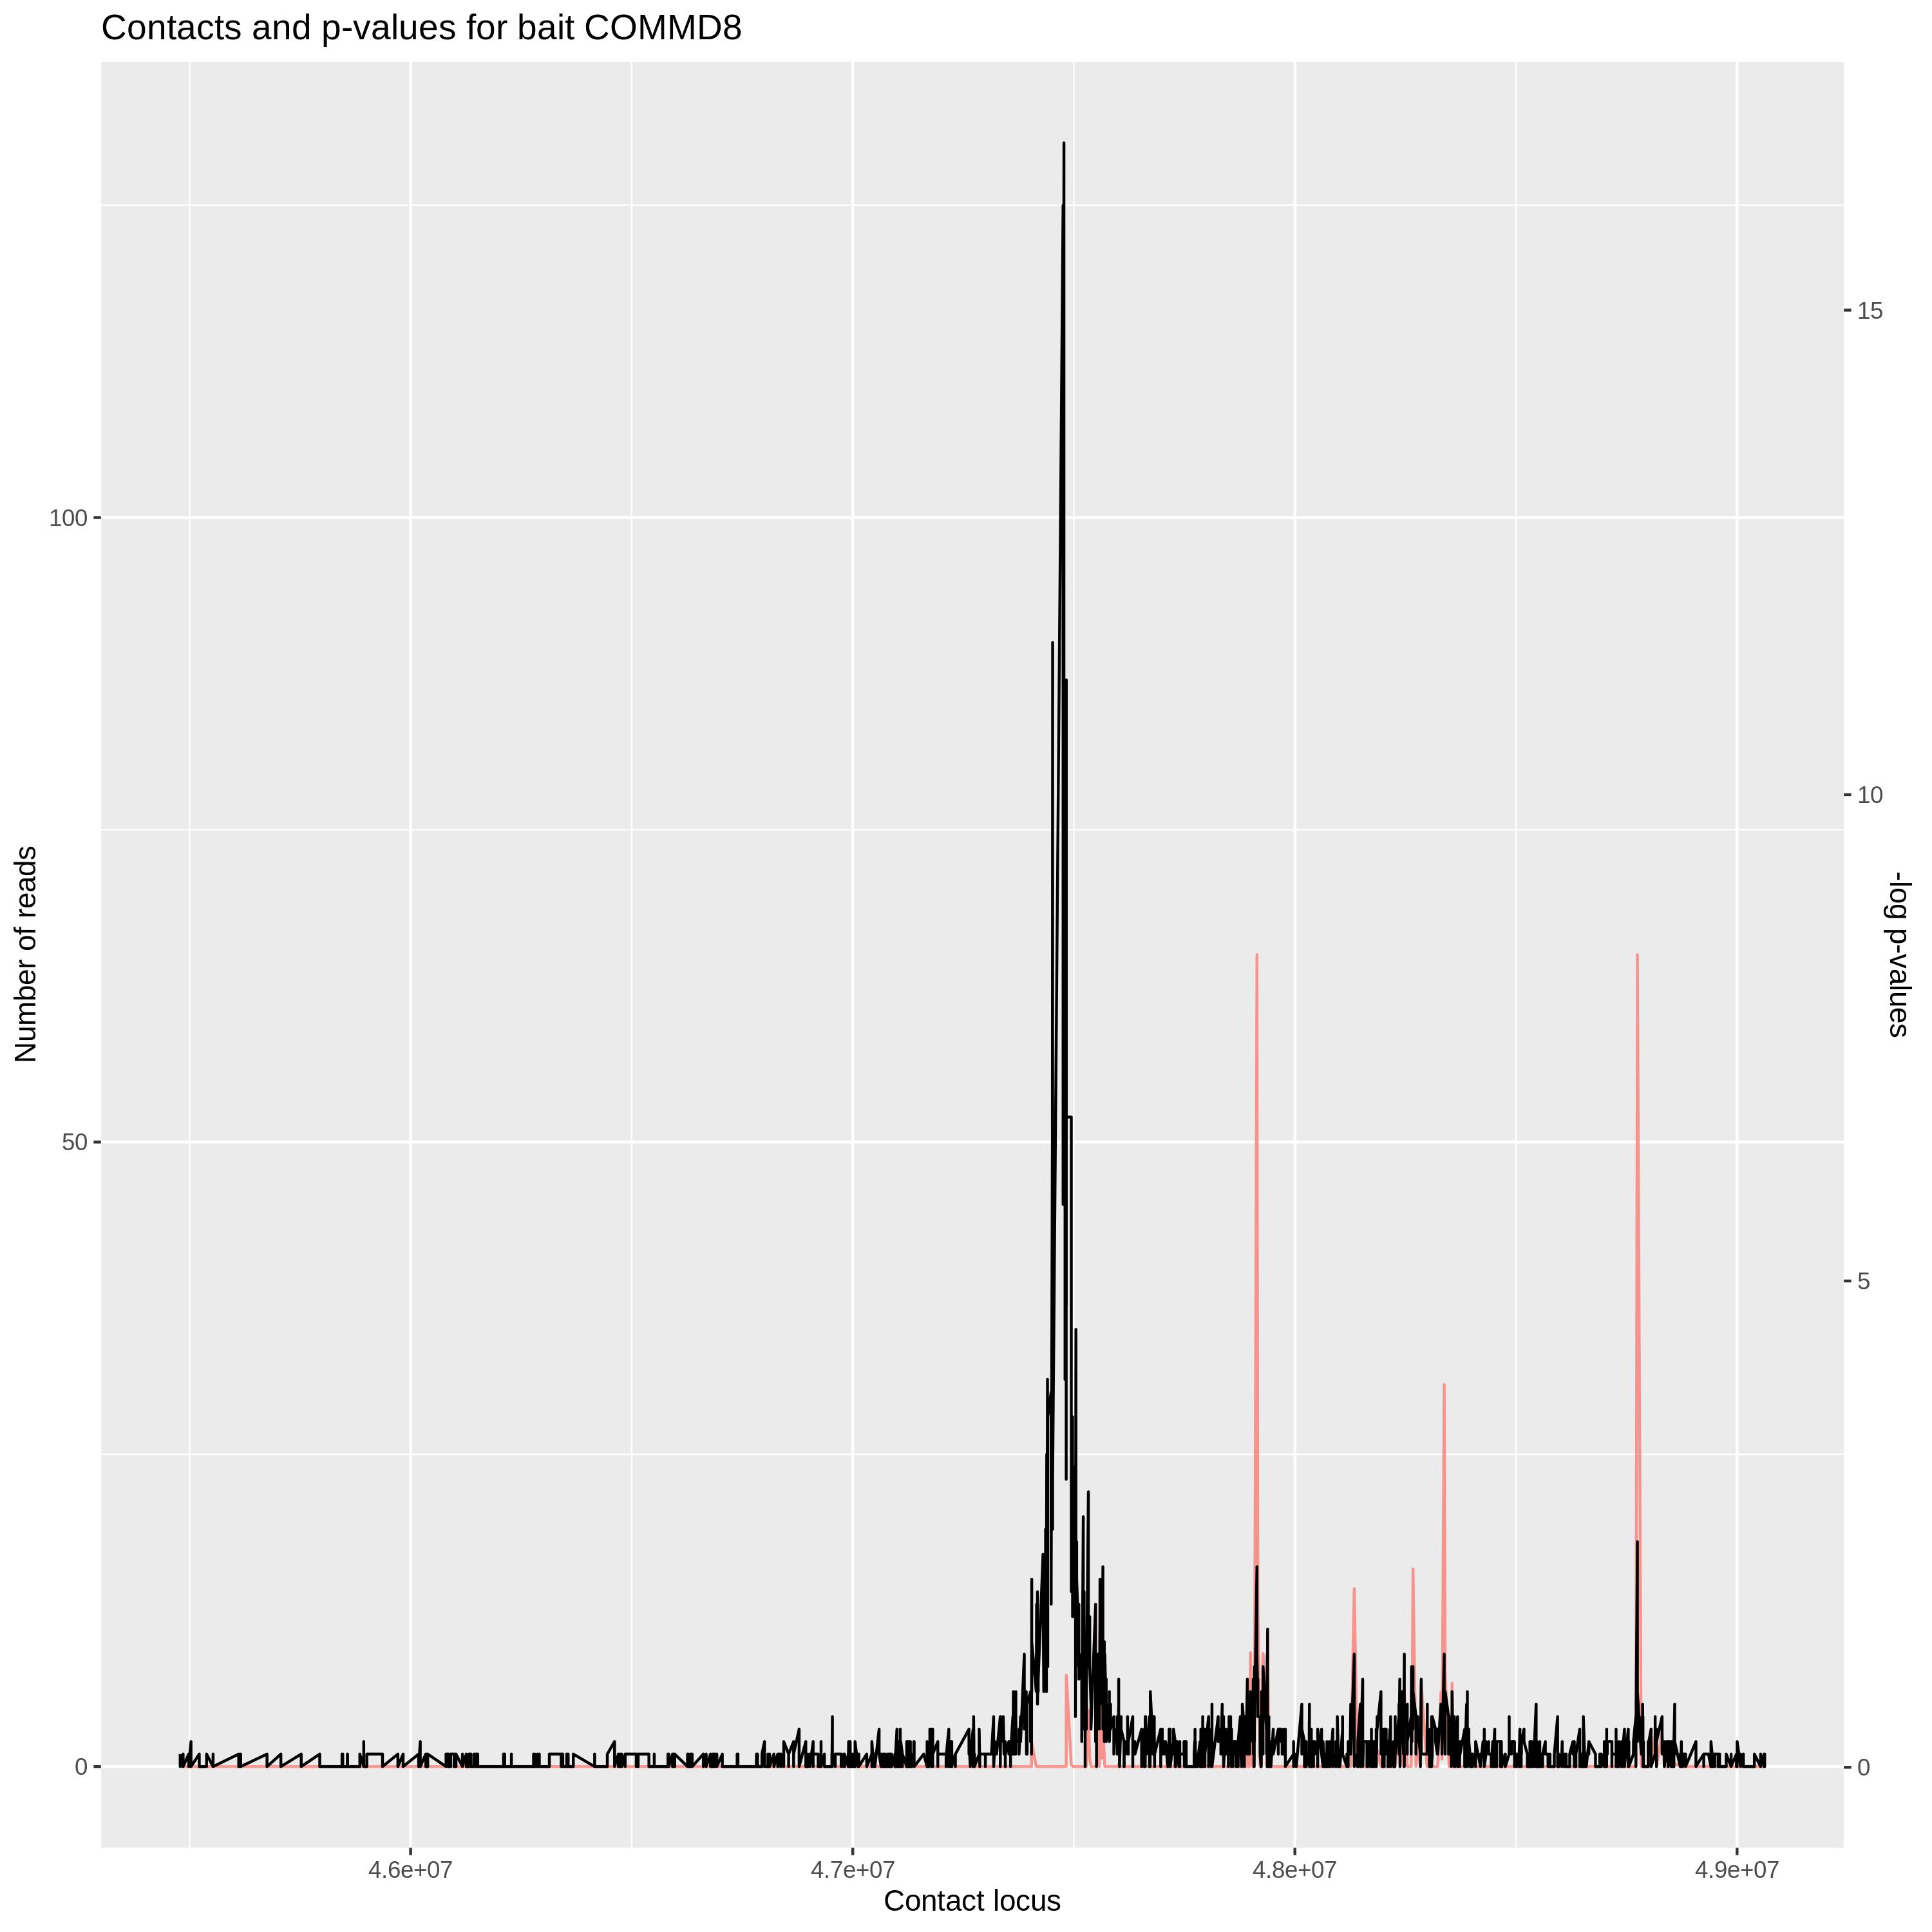 Contacts and p-values for bait COMMD8
Number of reads
100
50
0
15
10
5
0
-log p-values
4.6e+07
4.7e+07
4.8e+07
4.9e+07
Contact locus